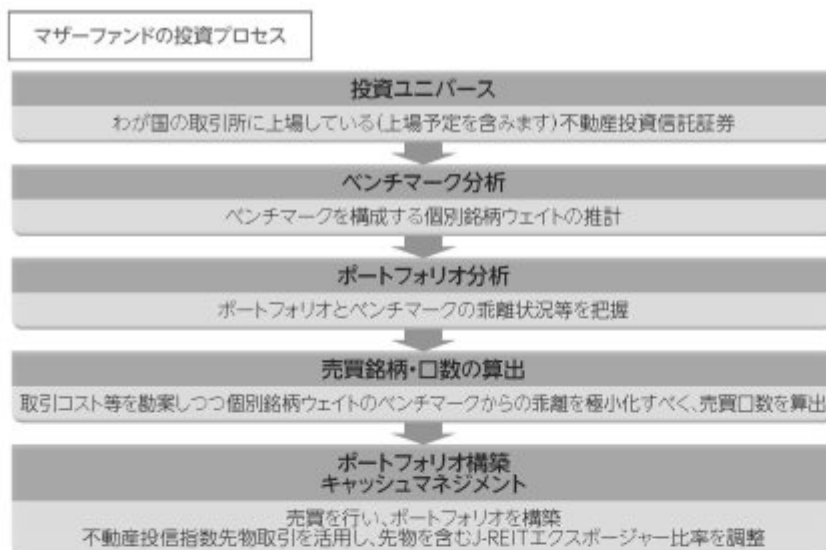 マザーファンドの投資プロセス
投資ユニバース
わが国の取引所に上場している(上場予定を含みます)不動産投資信託証券
ベンチマーク分析
ベンチマークを構成する個別銘柄ウェイトの推計
ポートフォリオ分析
ポートフォリオとベンチマークの乖離状況等を把握
売買銘柄・口数の算出
取引コスト等を勘案しつつ個別銘柄ウェイトのベンチマークからの乖離を極小化すべく、売買口数を算出
ポートフォリオ構築
キャッシュマネジメント
売買を行い、ポートフォリオを構築
不動産投信指数先物取引を活用し、先物を含むJ-REITエクスポージャー比率を調整